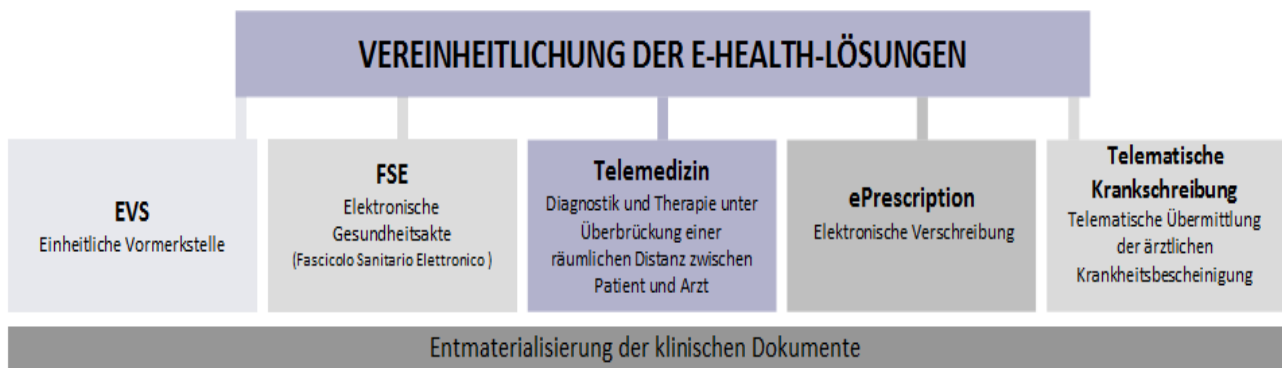 VEREINHEITLICHUNG DER E-HEALTH-LÖSUNGEN
EVS
Einheitliche Vormerkstelle
FSE
Elektronische
Gesundheitsakte
(Fascicolo Sanitario Elettronico )
Telemedizin
Diagnostik und Therapie unter
Überbrückung einer
räumlichen Distanz zwischen
Patient und Arzt
ePrescription
Elektronische Verschreibung
Telematische
Krankschreibung
Telematische Übermittlung
der ärztlichen
Krankheitsbescheinigung
Entmaterialisierung der klinischen Dokumente